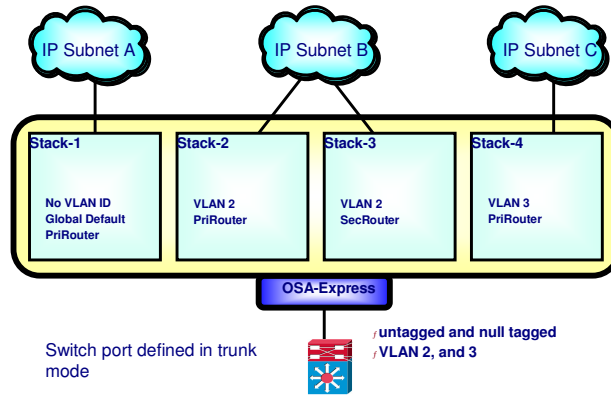 IP Subnet A
IP Subnet B
IP Subnet C
Stack-1
No VLAN ID
Global Default
PriRouter
Stack-2
VLAN 2
PriRouter
Stack-3
VLAN 2
SecRouter
Stack-4
VLAN 3
PriRouter
OSA-Express
Switch port defined in trunk
mode
ƒ untagged and null tagged
ƒ VLAN 2, and 3